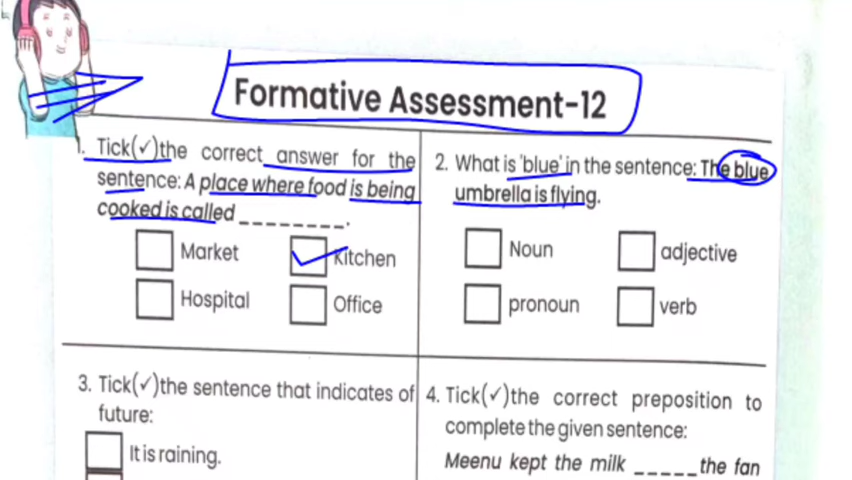 Formative Assessment-12
1. Tick(✓)the correct answer for the
sentence: A place where food is being
cooked is called _________.
Market
Kitchen
Hospital
Office
2. What is 'blue' in the sentence: The blue
umbrella is flying.
Noun
adjective
pronoun
verb
3. Tick(✓)the sentence that indicates of
future:
It is raining.
4. Tick(✓)the correct preposition to
complete the given sentence:
Meenu kept the milk _____the fan